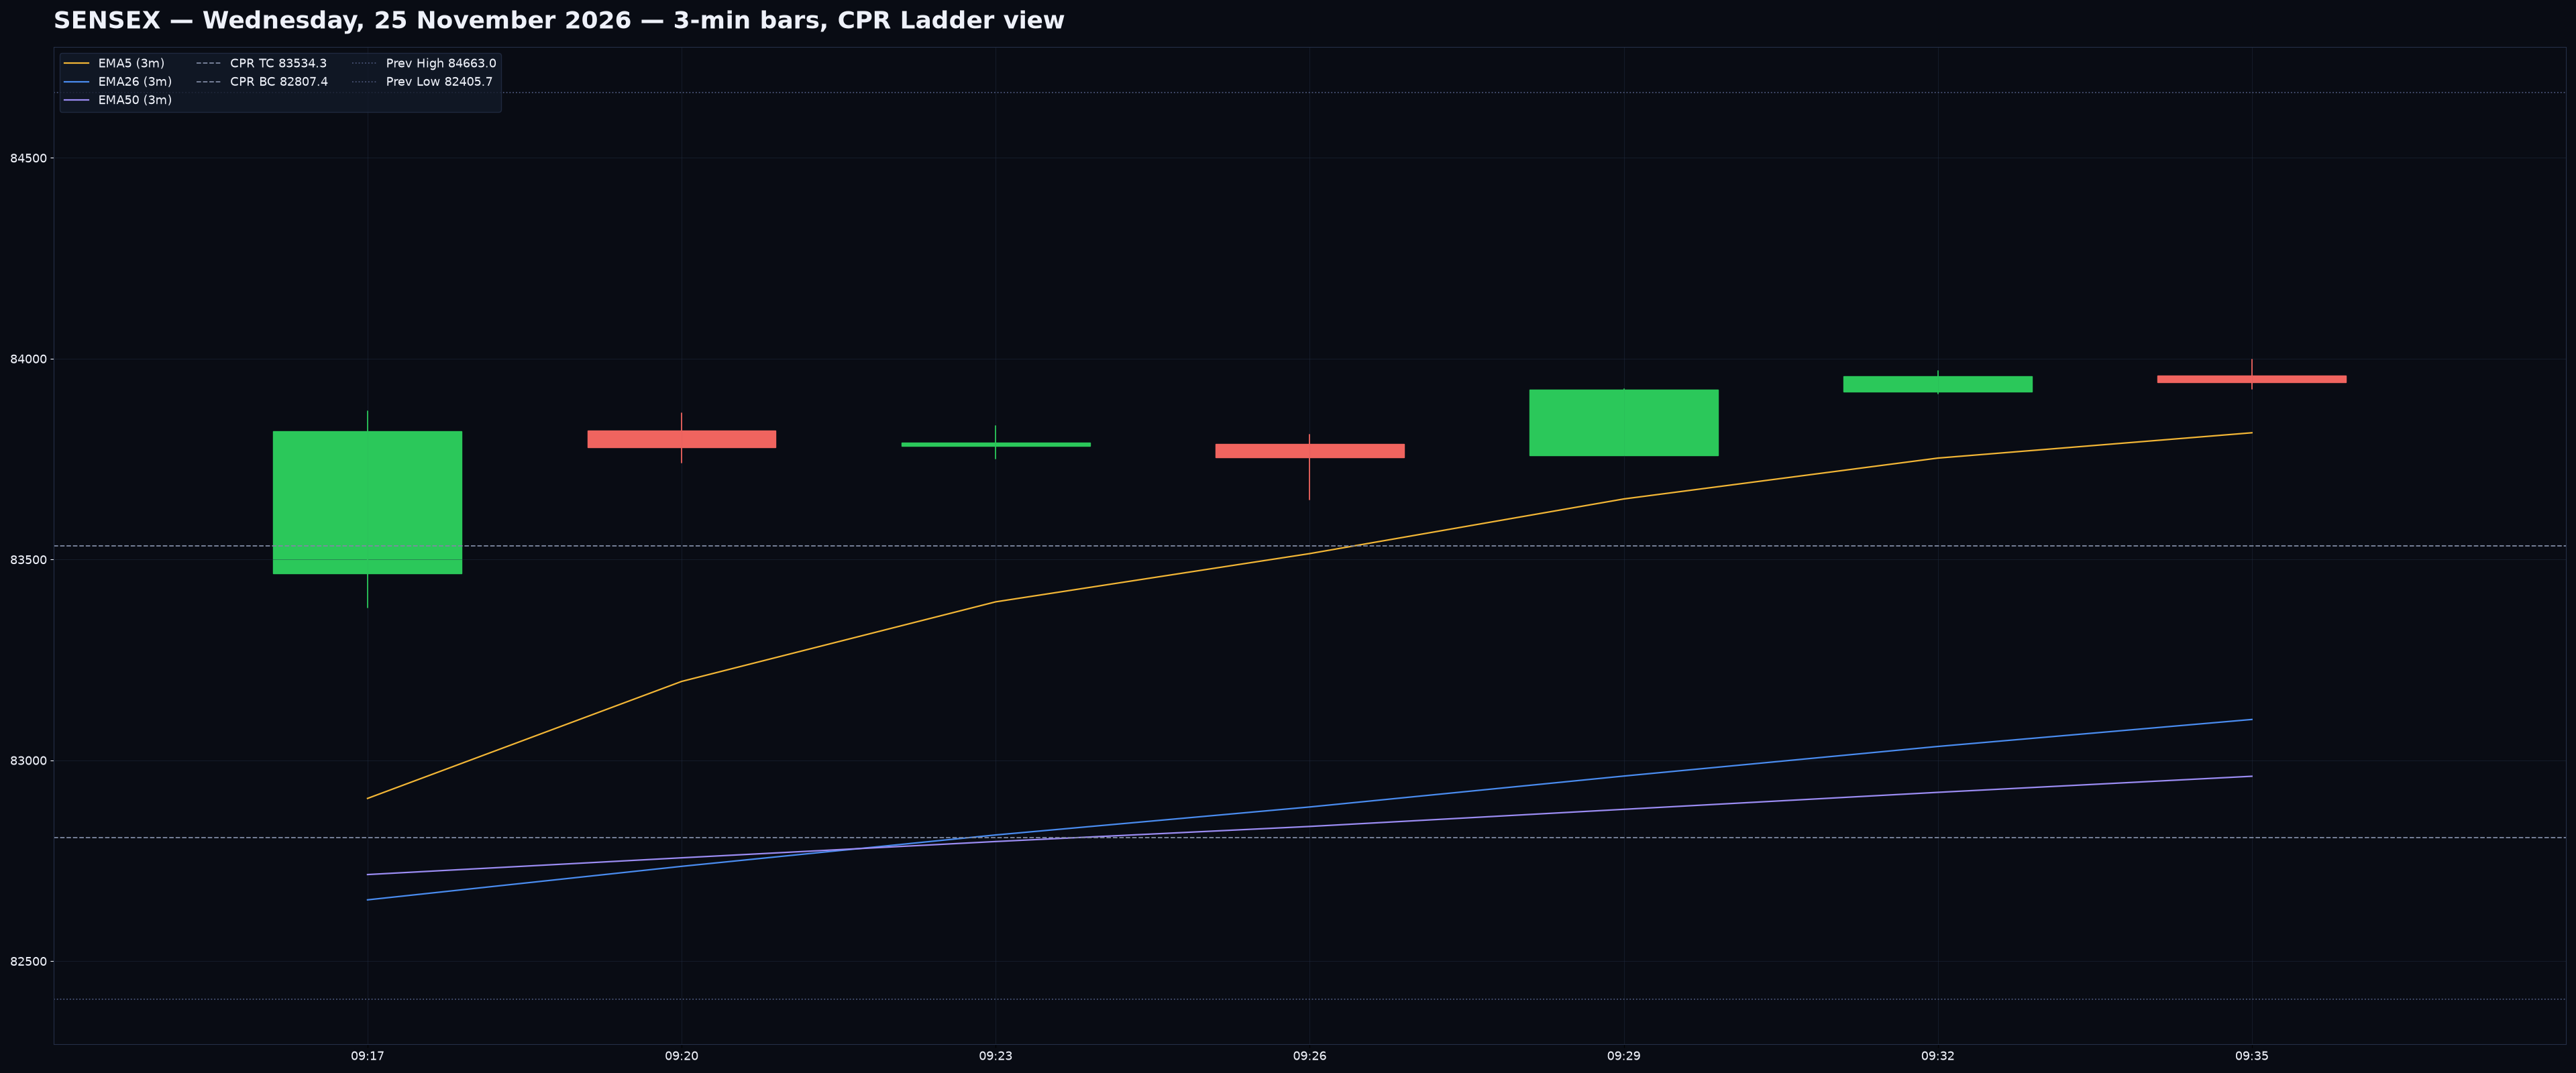 SENSEX — Wednesday, 25 November 2026 — 3-min bars, CPR Ladder view
EMA5 (3m)
EMA26 (3m)
EMA50 (3m)
CPR TC 83534.3
CPR BC 82807.4
Prev High 84663.0
Prev Low 82405.7
84500
84000
83500
83000
82500
09:17 09:20 09:23 09:26 09:29 09:32 09:35